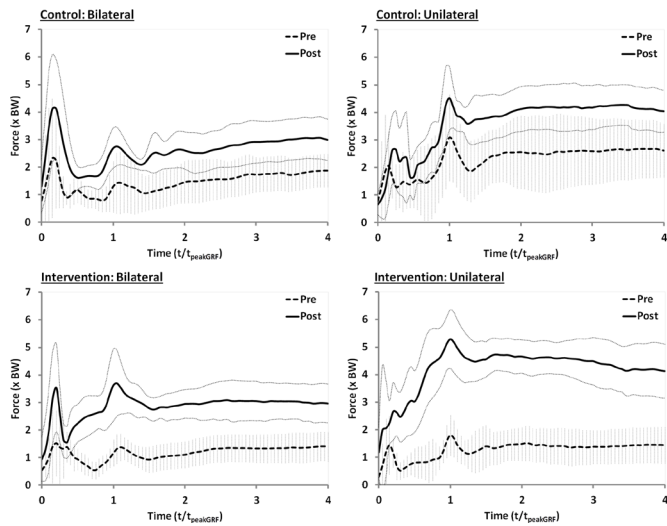 Control: Bilateral
7
6
5
4
3
2
1
0
Force (x BW)
Pre
Post
0 1 2 3 4
Time (t/tpeakGRF)
Control: Unilateral
7
6
5
4
3
2
1
0
Force (x BW)
Pre
Post
0 1 2 3 4
Time (t/tpeakGRF)
Intervention: Bilateral
7
6
5
4
3
2
1
0
Force (x BW)
Pre
Post
0 1 2 3 4
Time (t/tpeakGRF)
Intervention: Unilateral
7
6
5
4
3
2
1
0
Force (x BW)
Pre
Post
0 1 2 3 4
Time (t/tpeakGRF)